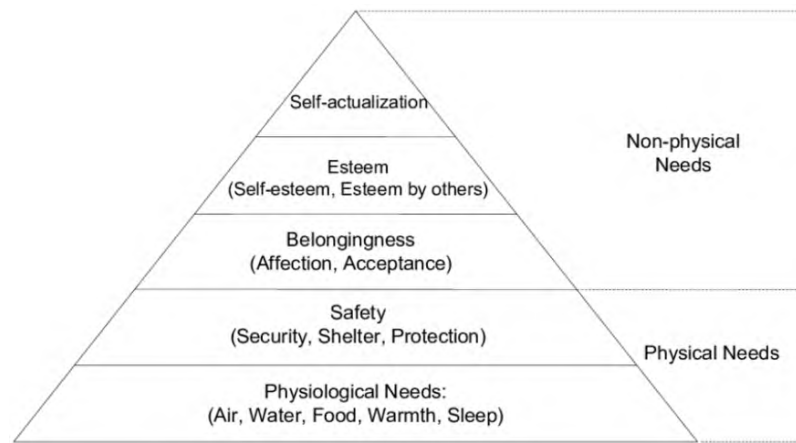 Self-actualization
Esteem
(Self-esteem, Esteem by others)
Belongingness
(Affection, Acceptance)
Safety
(Security, Shelter, Protection)
Physiological Needs:
(Air, Water, Food, Warmth, Sleep)
Non-physical
Needs
Physical Needs